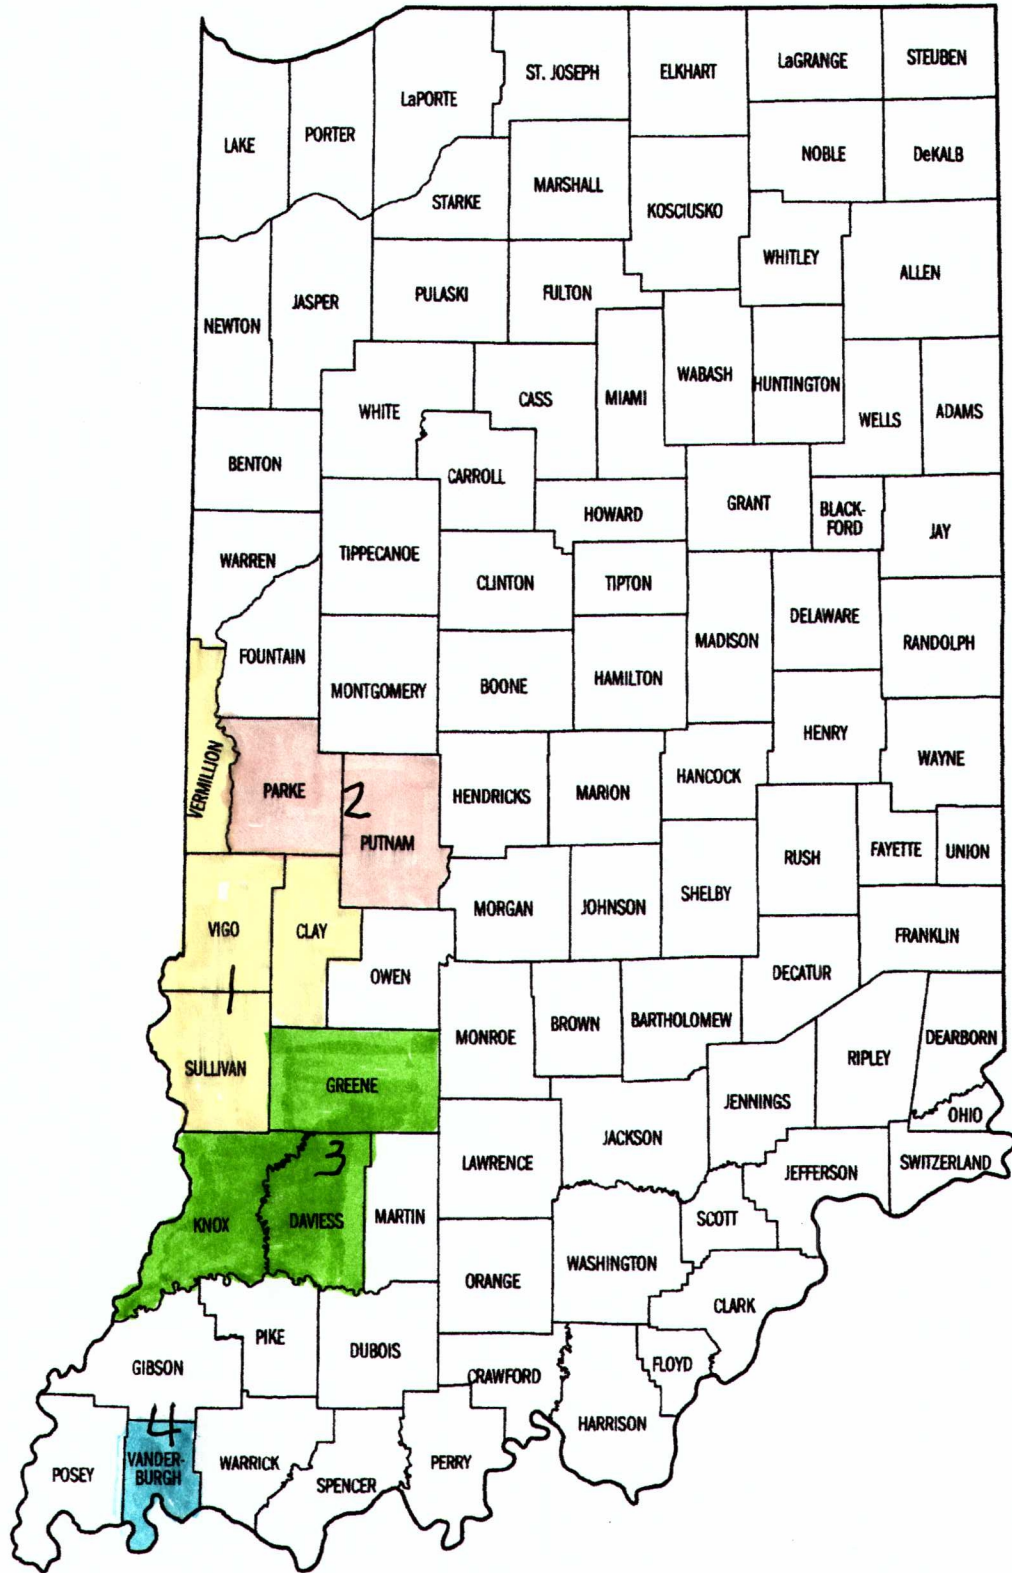 ST. JOSEPH
ELKHART
LaGRANGE
STEUBEN
LaPORTE
LAKE
PORTER
NOBLE
DeKALB
STARKE
MARSHALL
KOSCIUSKO
WHITLEY
ALLEN
NEWTON
JASPER
PULASKI
FULTON
WHITE
CASS
MIAMI
WABASH
HUNTINGTON
WELLS
ADAMS
BENTON
CARROLL
HOWARD
GRANT
BLACK-
FORD
JAY
WARREN
TIPPECANOE
CLINTON
TIPTON
DELAWARE
RANDOLPH
FOUNTAIN
MONTGOMERY
BOONE
HAMILTON
MADISON
HENRY
WAYNE
VERMILLION
PARKE
2
PUTNAM
HENDRICKS
MARION
HANCOCK
RUSH
FAYETTE
UNION
VIGO
CLAY
MORGAN
JOHNSON
SHELBY
FRANKLIN
1
OWEN
DECATUR
SULLIVAN
GREENE
MONROE
BROWN
BARTHOLOMEW
RIPLEY
DEARBORN
JENNINGS
OHIO
3
KNOX
DAVIESS
MARTIN
LAWRENCE
JACKSON
JEFFERSON
SWITZERLAND
SCOTT
ORANGE
WASHINGTON
CLARK
GIBSON
PIKE
DUBOIS
CRAWFORD
FLOYD
HARRISON
4
POSEY
VANDER-
BURGH
WARRICK
SPENCER
PERRY